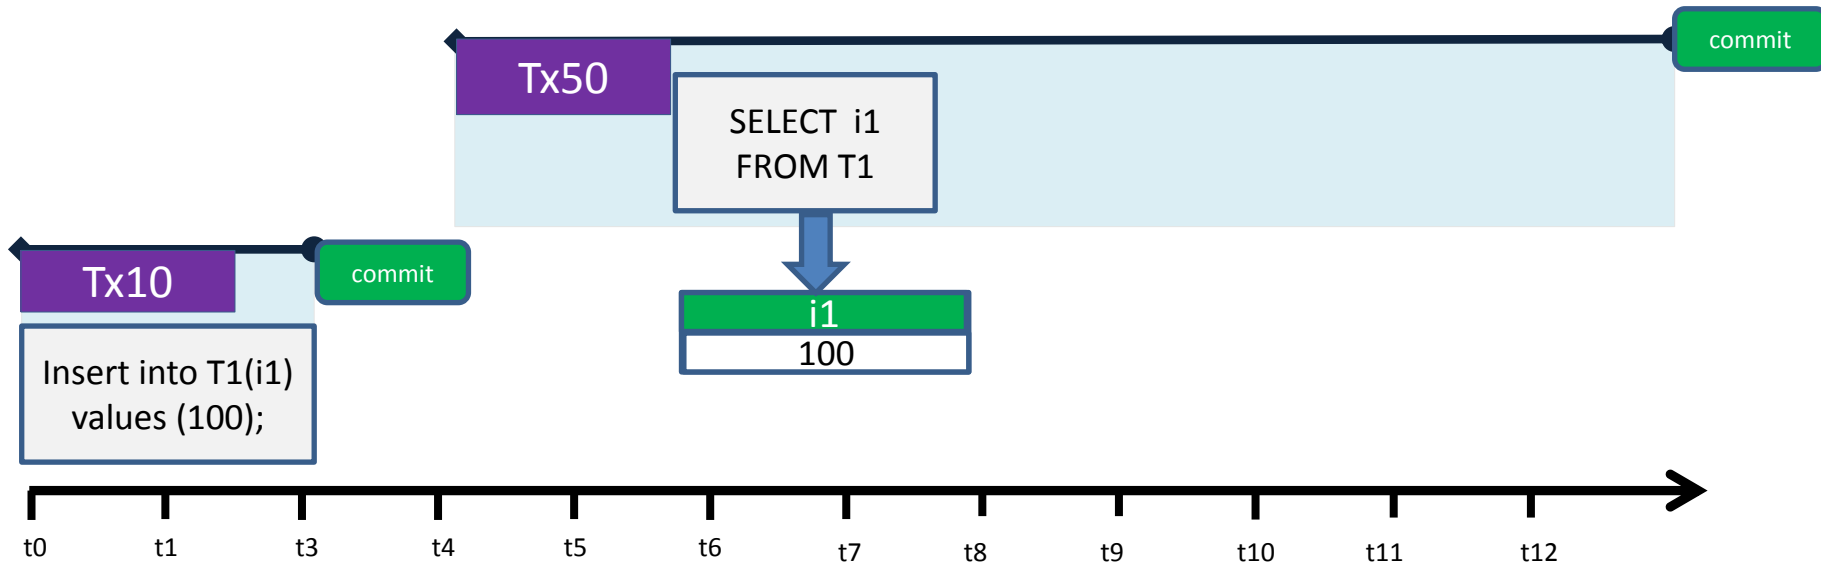 commit
Tx50
SELECT i1
FROM T1
Tx10
commit
i1
100
Insert into T1(i1)
values (100);
t0 t1 t3 t4 t5 t6 t7 t8 t9 t10 t11 t12